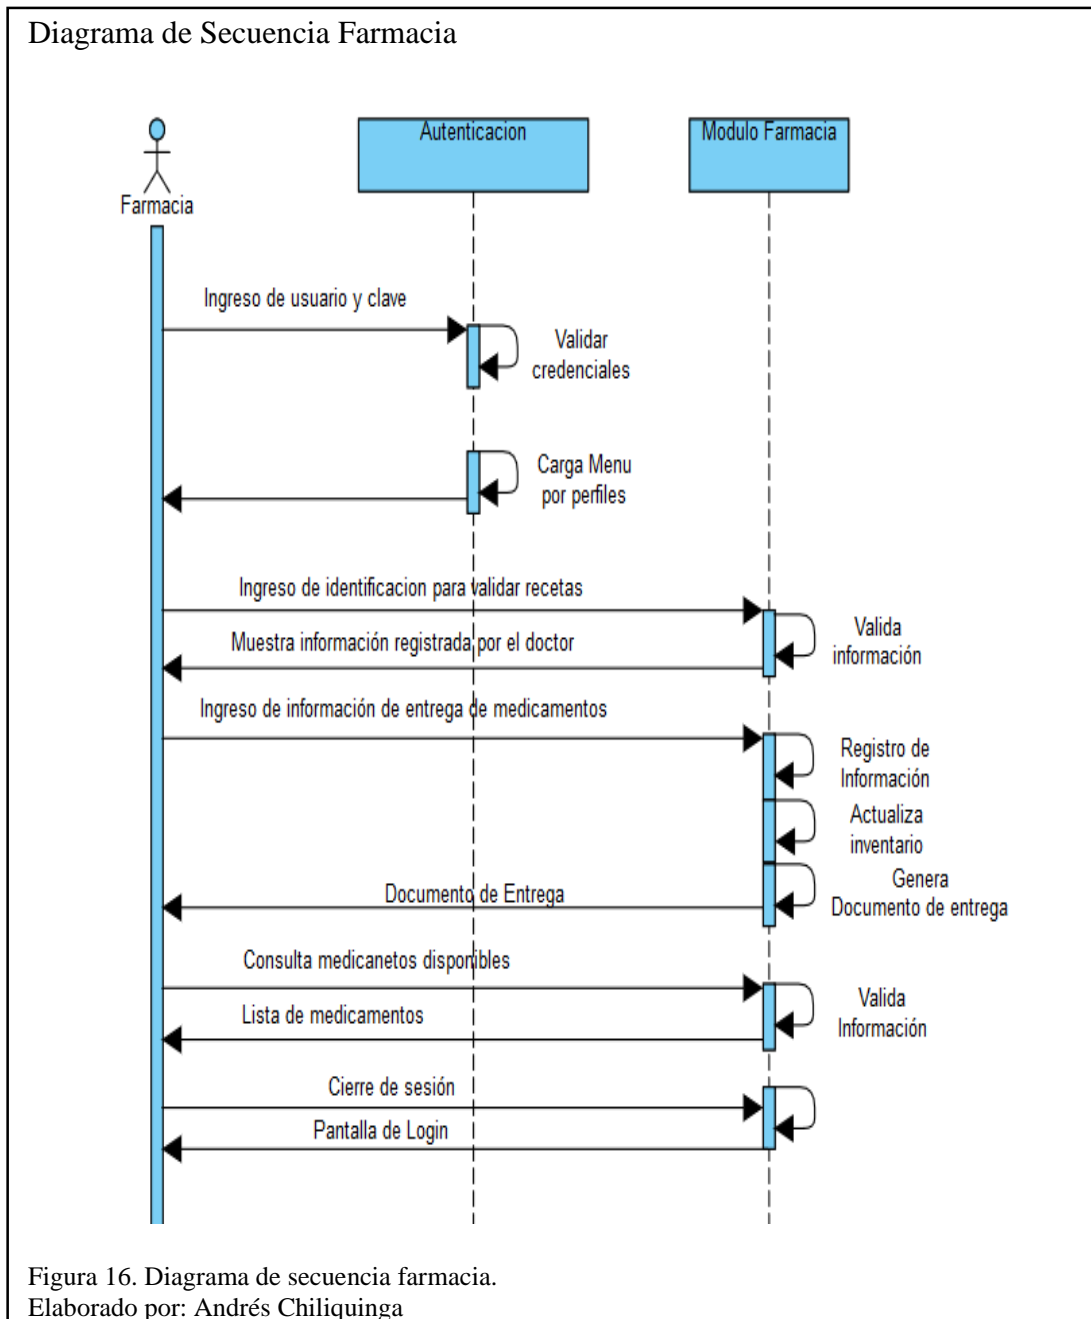 Diagrama de Secuencia Farmacia
Autenticacion
Modulo Farmacia
Farmacia
Ingreso de usuario y clave
Validar
credenciales
Carga Menu
por perfiles
Ingreso de identificacion para validar recetas
Valida
información
Muestra información registrada por el doctor
Ingreso de información de entrega de medicamentos
Registro de
Información
Actualiza
inventario
Genera
Documento de entrega
Documento de Entrega
Consulta medicanetos disponibles
Valida
Información
Lista de medicamentos
Cierre de sesión
Pantalla de Login
Figura 16. Diagrama de secuencia farmacia.
Elaborado por: Andrés Chiliquinga